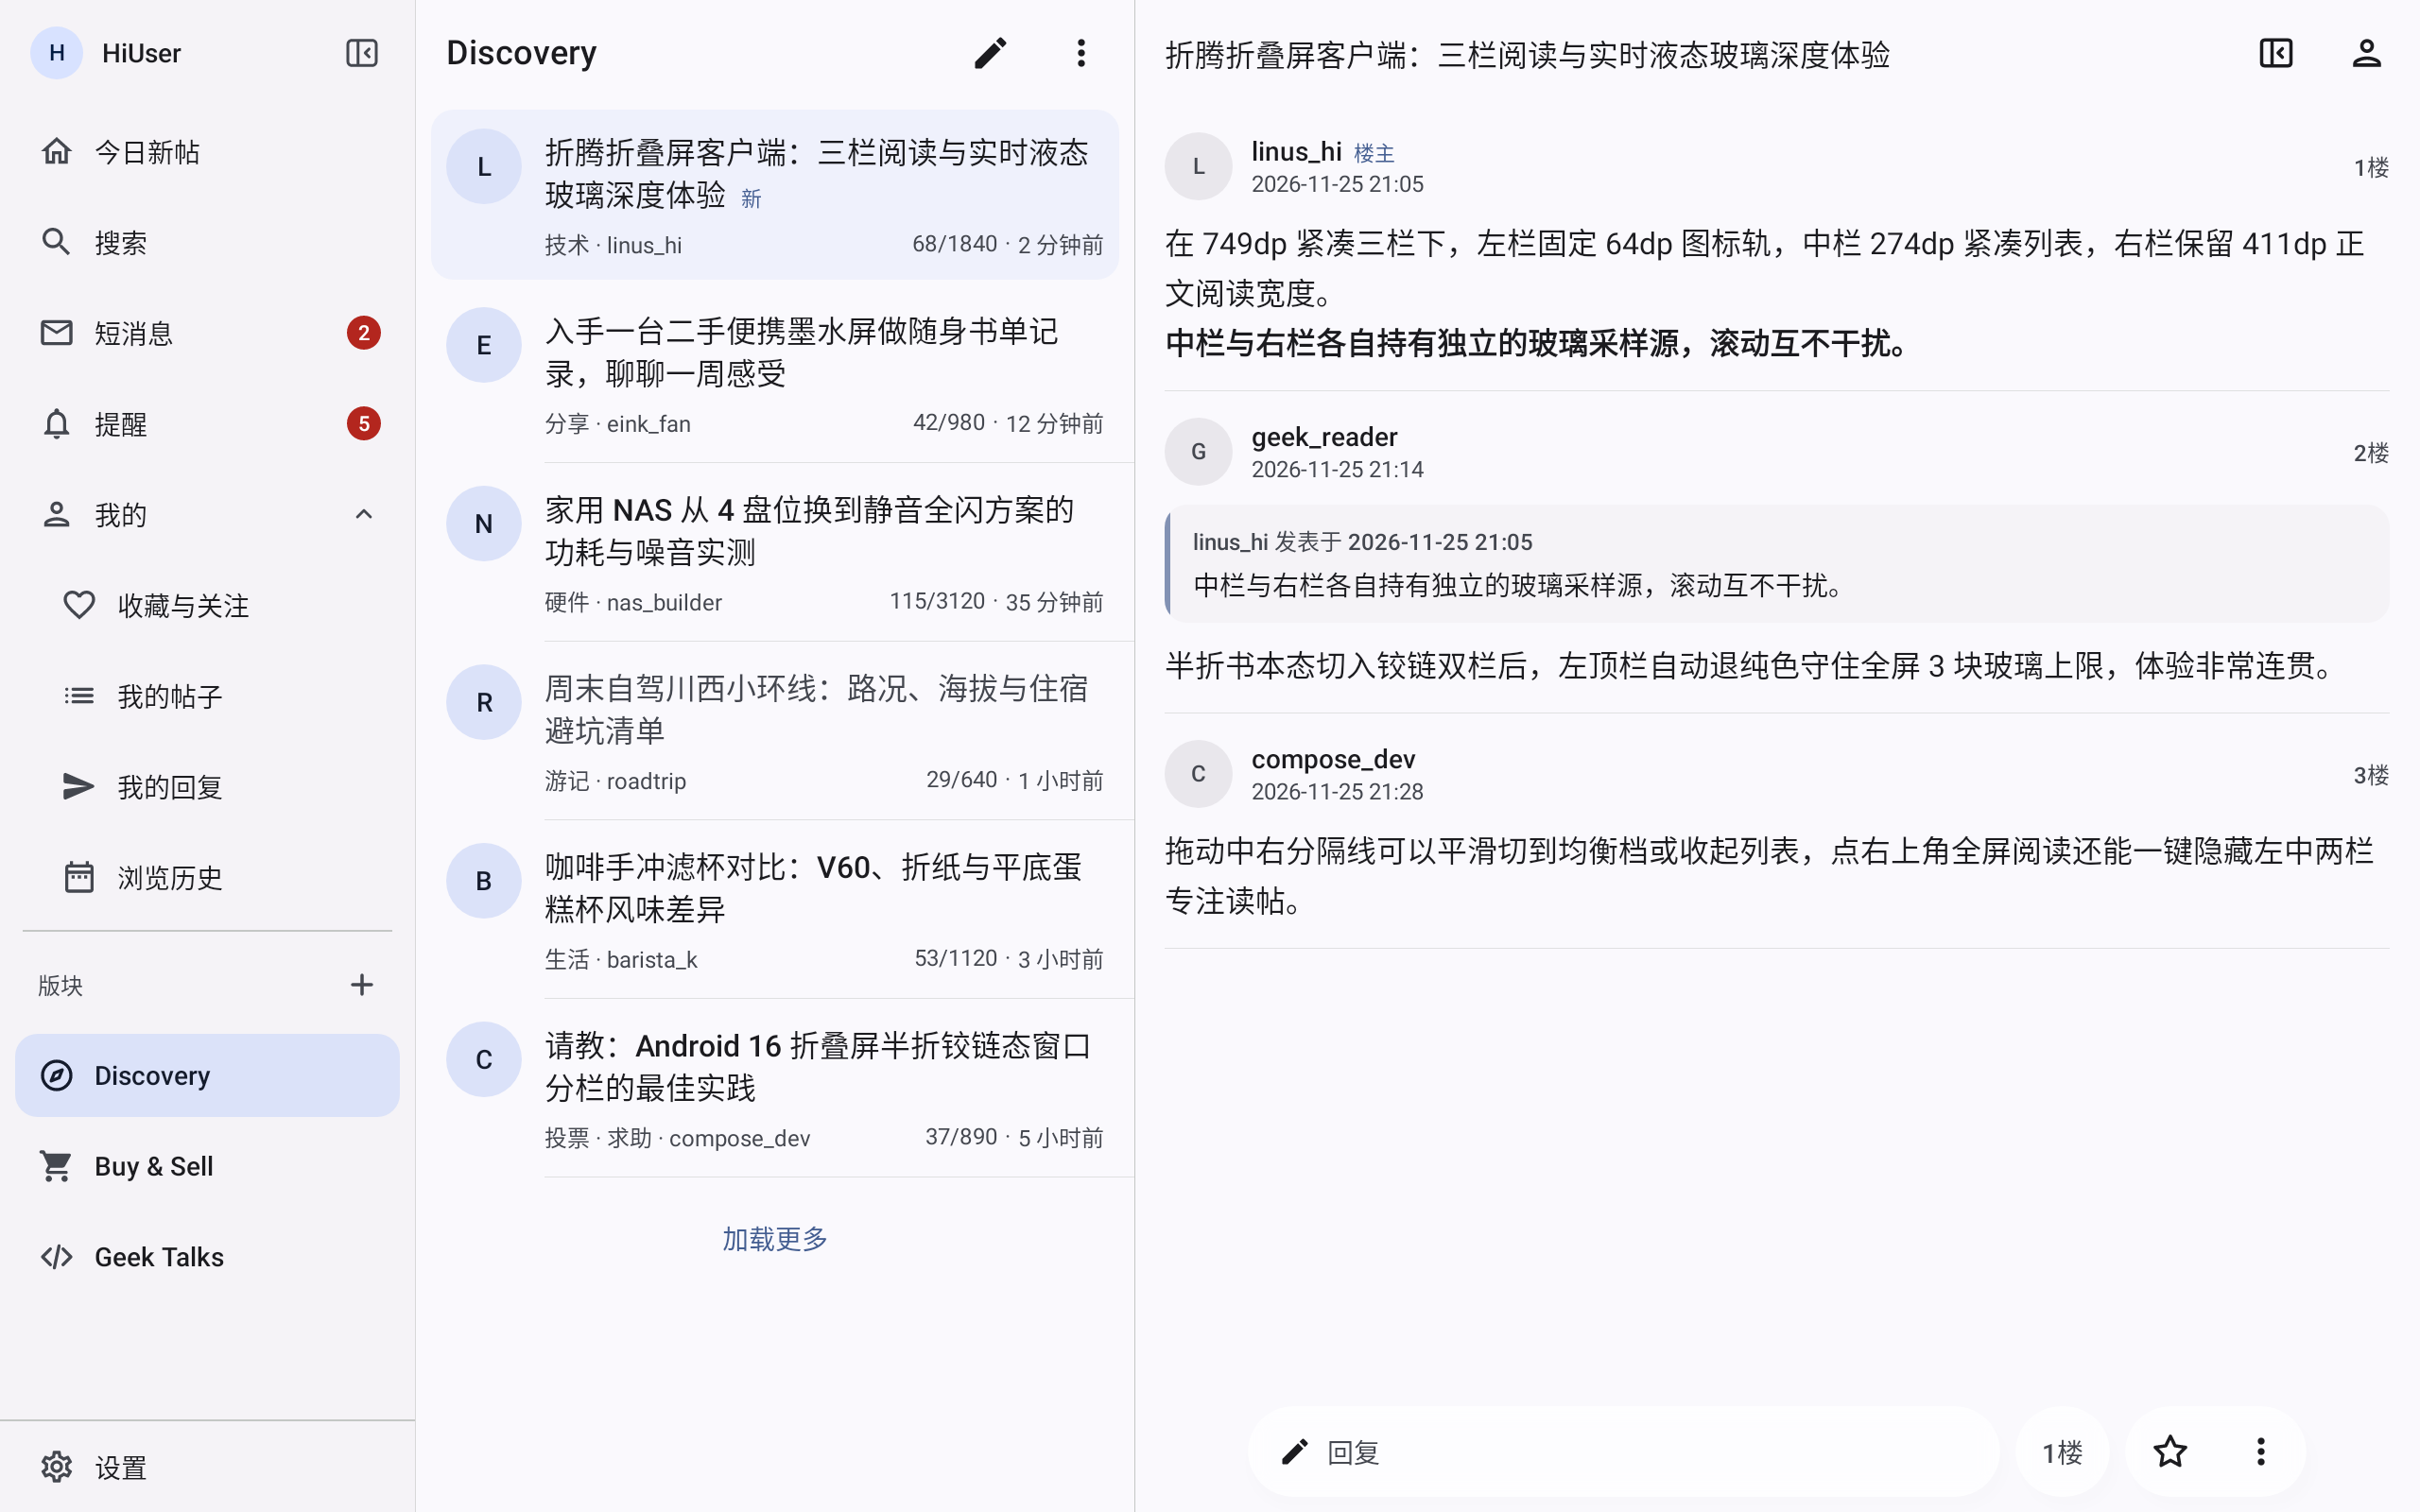 H HiUser
今日新帖
搜索
短消息 2
提醒 5
我的
收藏与关注
我的帖子
我的回复
浏览历史
版块
Discovery
Buy & Sell
Geek Talks
设置
Discovery
L
折腾折叠屏客户端：三栏阅读与实时液态
玻璃深度体验 新
技术 · linus_hi 68/1840 · 2 分钟前
E
入手一台二手便携墨水屏做随身书单记
录，聊聊一周感受
分享 · eink_fan 42/980 · 12 分钟前
N
家用 NAS 从 4 盘位换到静音全闪方案的
功耗与噪音实测
硬件 · nas_builder 115/3120 · 35 分钟前
R
周末自驾川西小环线：路况、海拔与住宿
避坑清单
游记 · roadtrip 29/640 · 1 小时前
B
咖啡手冲滤杯对比：V60、折纸与平底蛋
糕杯风味差异
生活 · barista_k 53/1120 · 3 小时前
C
请教：Android 16 折叠屏半折铰链态窗口
分栏的最佳实践
投票 · 求助 · compose_dev 37/890 · 5 小时前
加载更多
折腾折叠屏客户端：三栏阅读与实时液态玻璃深度体验
L
linus_hi 楼主
2026-11-25 21:05
1楼
在 749dp 紧凑三栏下，左栏固定 64dp 图标轨，中栏 274dp 紧凑列表，右栏保留 411dp 正
文阅读宽度。
中栏与右栏各自持有独立的玻璃采样源，滚动互不干扰。
G
geek_reader
2026-11-25 21:14
2楼
linus_hi 发表于 2026-11-25 21:05
中栏与右栏各自持有独立的玻璃采样源，滚动互不干扰。
半折书本态切入铰链双栏后，左顶栏自动退纯色守住全屏 3 块玻璃上限，体验非常连贯。
C
compose_dev
2026-11-25 21:28
3楼
拖动中右分隔线可以平滑切到均衡档或收起列表，点右上角全屏阅读还能一键隐藏左中两栏
专注读帖。
回复
1楼